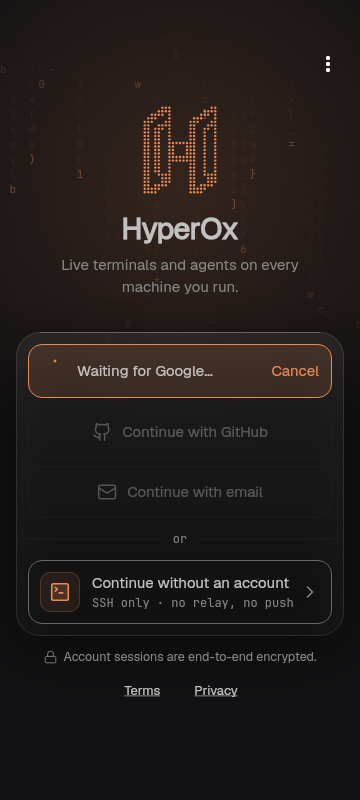 HyperOx
Live terminals and agents on every
machine you run.
Waiting for Google…
Cancel
Continue with GitHub
Continue with email
or
Continue without an account
SSH only · no relay, no push
Account sessions are end-to-end encrypted.
Terms
Privacy